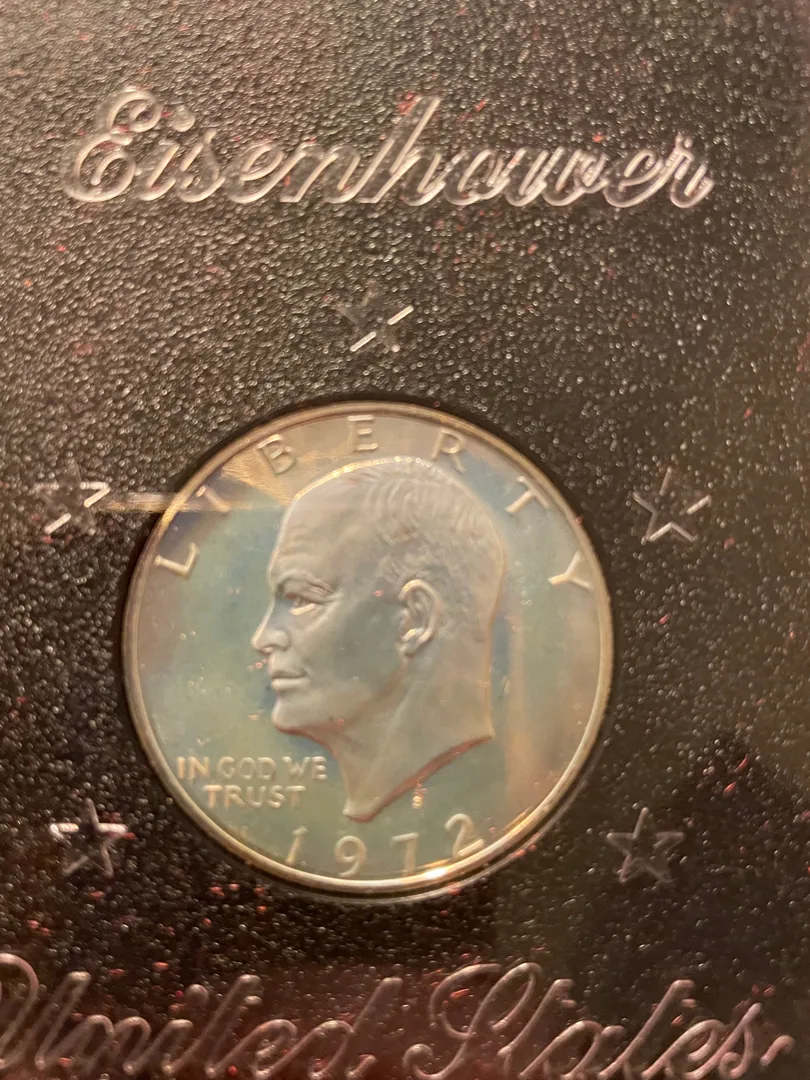 Eisenhower
LIBERTY
IN GOD WE
TRUST
S
1972
United States